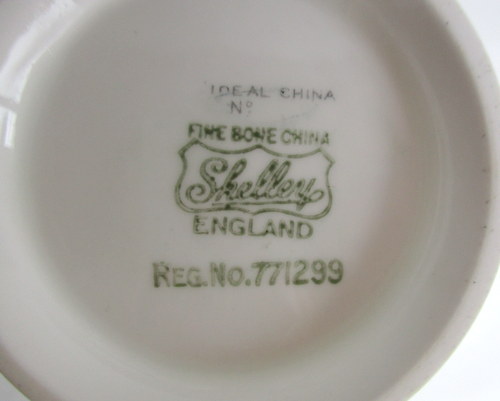 IDEAL CHINA
Nº
FINE BONE CHINA
Shelley
ENGLAND
REG. NO. 771299